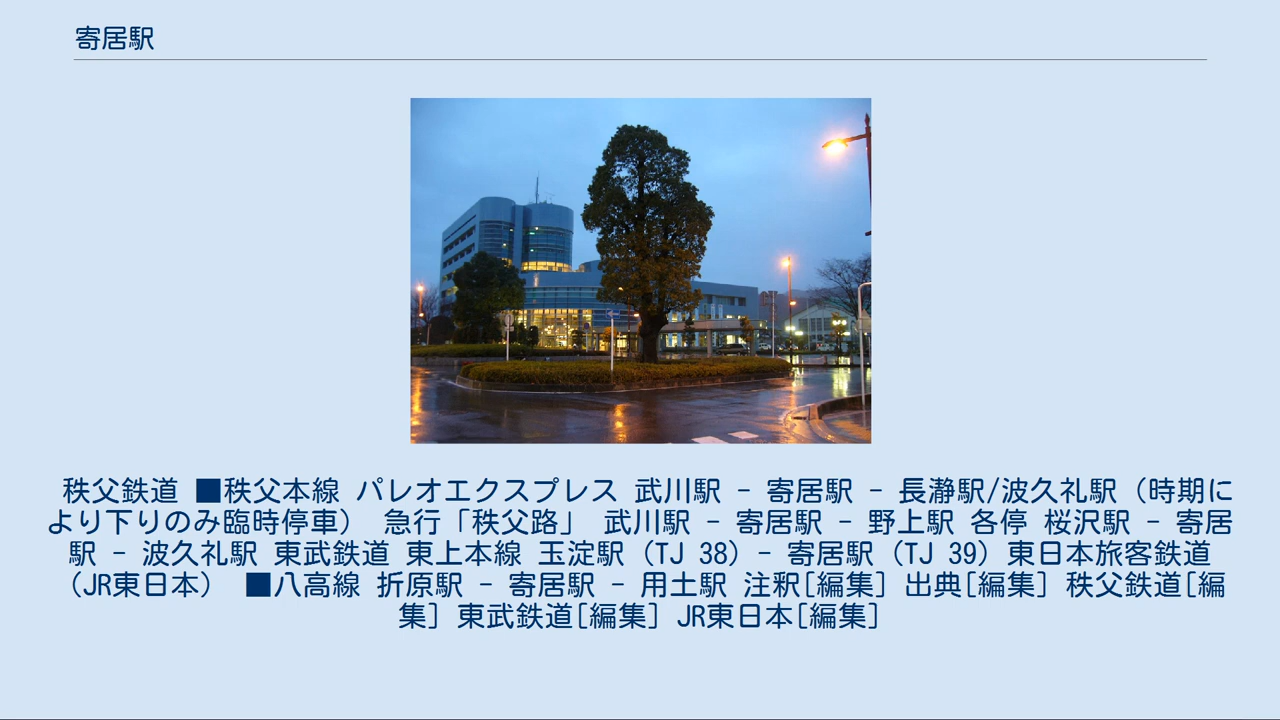 寄居駅
秩父鉄道 ■秩父本線 パレオエクスプレス 武川駅 - 寄居駅 - 長瀞駅/波久礼駅（時期に
より下りのみ臨時停車） 急行「秩父路」 武川駅 - 寄居駅 - 野上駅 各停 桜沢駅 - 寄居
駅 - 波久礼駅 東武鉄道 東上本線 玉淀駅（TJ 38）- 寄居駅（TJ 39）東日本旅客鉄道
（JR東日本） ■八高線 折原駅 - 寄居駅 - 用土駅 注釈[編集] 出典[編集] 秩父鉄道[編
集] 東武鉄道[編集] JR東日本[編集]